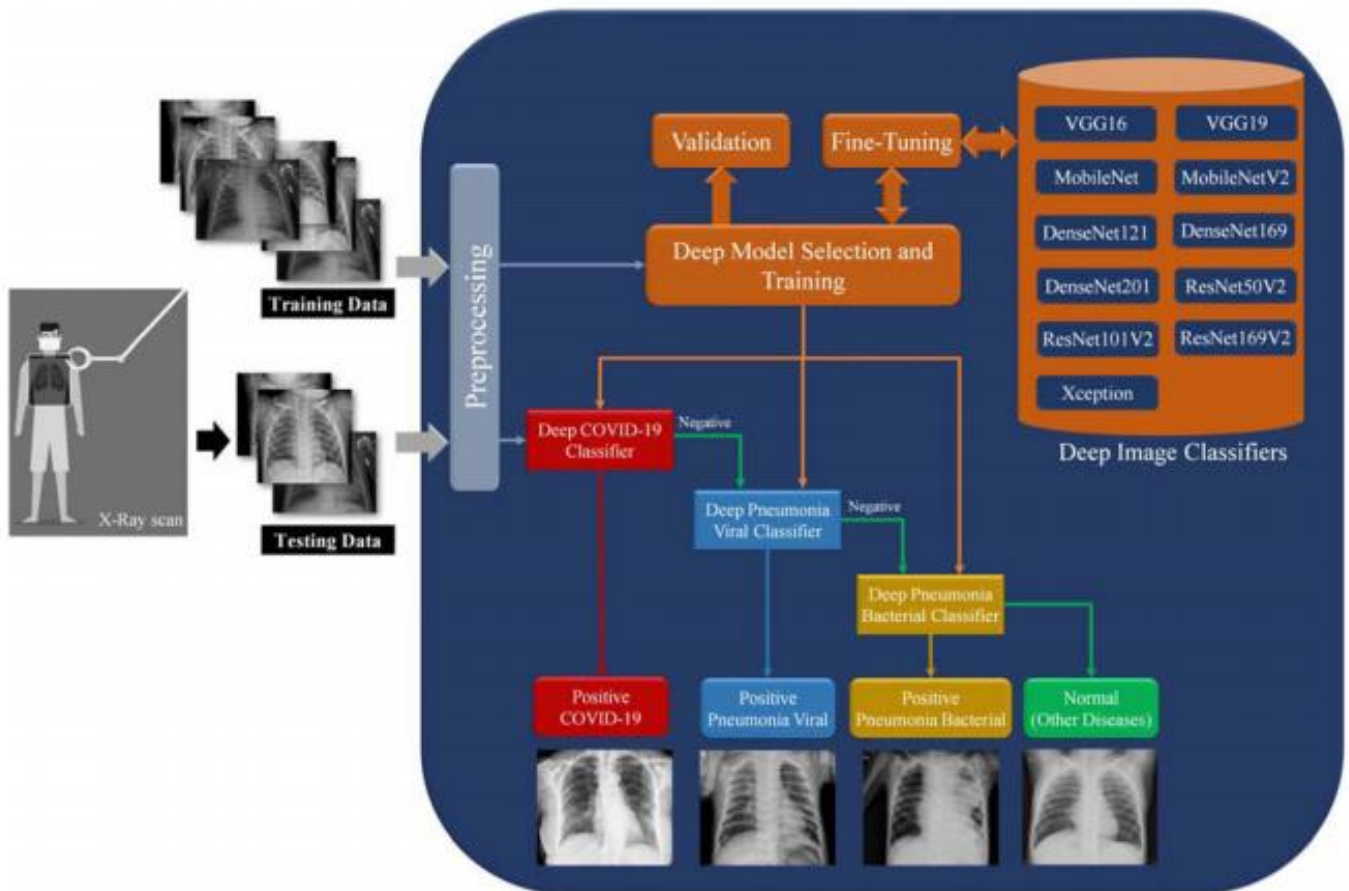 Training Data
X-Ray scan
Testing Data
Preprocessing
Validation
Fine-Tuning
Deep Model Selection and
Training
VGG16
VGG19
MobileNet
MobileNetV2
DenseNet121
DenseNet169
DenseNet201
ResNet50V2
ResNet101V2
ResNet169V2
Xception
Deep Image Classifiers
Deep COVID-19
Classifier
Negative
Deep Pneumonia
Viral Classifier
Negative
Deep Pneumonia
Bacterial Classifier
Positive
COVID-19
Positive
Pneumonia Viral
Positive
Pneumonia Bacterial
Normal
(Other Diseases)